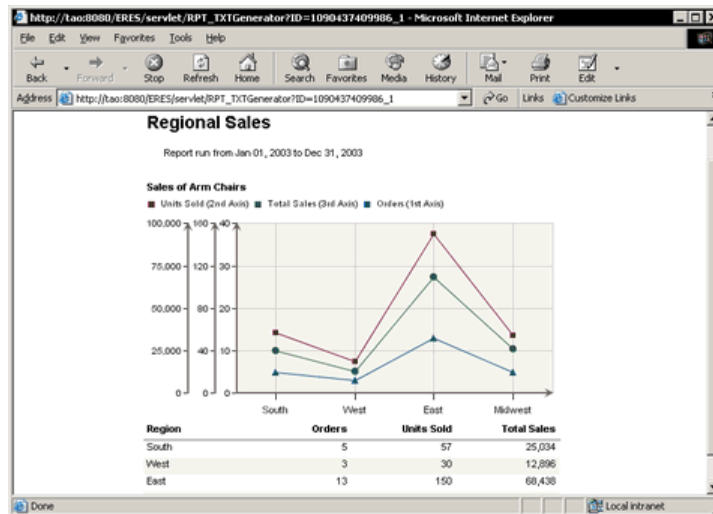 http://tao:8080/ERES/servlet/RPT_TXTGenerator?ID=1090437409986_1 - Microsoft Internet Explorer
File Edit View Favorites Tools Help
Back Forward Stop Refresh Home Search Favorites Media History Mail Print Edit
Address http://tao:8080/ERES/servlet/RPT_TXTGenerator?ID=1090437409986_1 Go Links Customize Links
Regional Sales
Report run from Jan 01, 2003 to Dec 31, 2003
Sales of Arm Chairs
Units Sold (2nd Axis) Total Sales (3rd Axis) Orders (1st Axis)
100,000 160 40
75,000 120 30
50,000 80 20
25,000 40 10
0 0 0
South West East Midwest
Region Orders Units Sold Total Sales
South 5 57 25,034
West 3 30 12,896
East 13 150 68,438
Done Local intranet